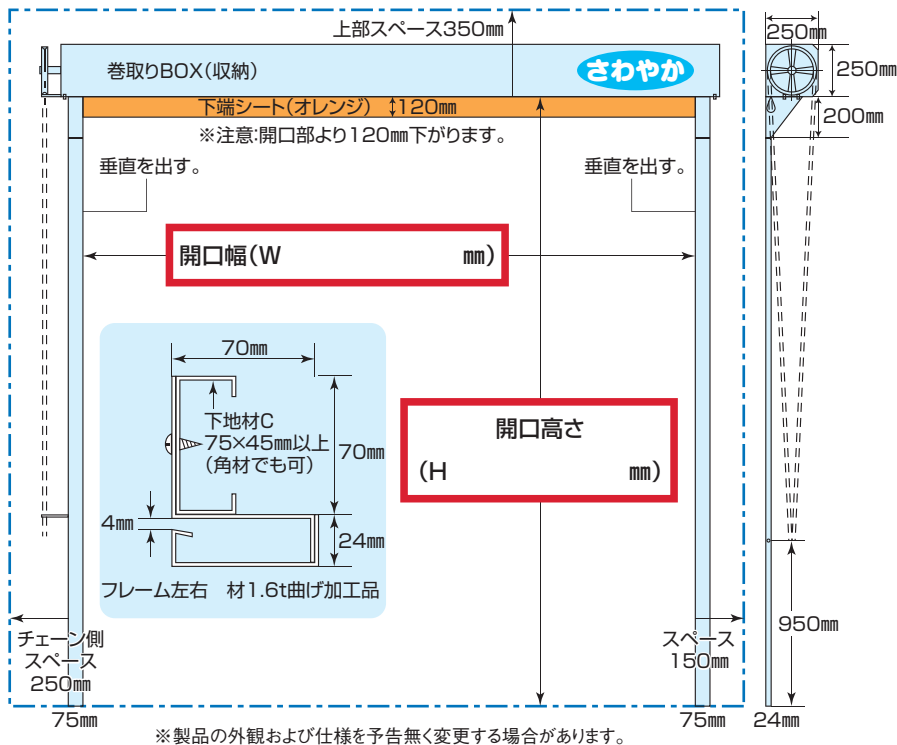 上部スペース350㎜
250㎜
巻取りBOX（収納）
さわやか
250㎜
下端シート（オレンジ）
120㎜
200㎜
※注意：開口部より120㎜下がります。
垂直を出す。
垂直を出す。
開口幅（W　　　　　㎜）
70㎜
下地材C
75×45㎜以上
（角材でも可）
70㎜
開口高さ
（H　　　　　㎜）
4㎜
24㎜
フレーム左右　材1.6t曲げ加工品
チェーン側
スペース
250㎜
スペース
150㎜
950㎜
75㎜
75㎜
24㎜
※製品の外観および仕様を予告無く変更する場合があります。